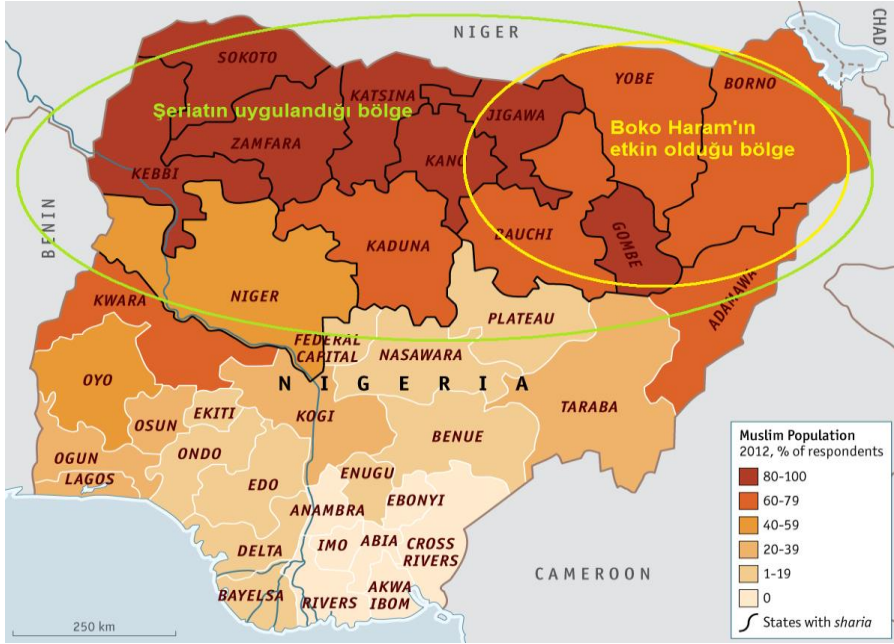 NIGER
CHAD
SOKOTO
KATSINA
YOBE
BORNO
Şeriatın uygulandığı bölge
JIGAWA
Boko Haram'ın
etkin olduğu bölge
ZAMFARA
KANO
KEBBI
BENIN
KADUNA
BAUCHI
GOMBE
NIGER
ADAMAWA
KWARA
PLATEAU
FEDERAL
CAPITAL
NASAWARA
NIGERIA
OYO
TARABA
EKITI
KOGI
OSUN
BENUE
OGUN
ONDO
LAGOS
EDO
ENUGU
EBONYI
ANAMBRA
DELTA
IMO
ABIA
CROSS
RIVERS
BAYELSA
RIVERS
AKWA
IBOM
CAMEROON
250 km
Muslim Population
2012, % of respondents
80-100
60-79
40-59
20-39
1-19
0
States with sharia